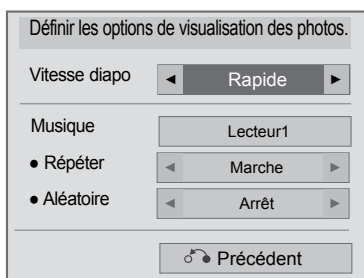 Définir les options de visualisation des photos.
Vitesse diapo ◄ Rapide ►
Musique Lecteur1
• Répéter ◄ Marche ►
• Aléatoire ◄ Arrêt ►
Précédent